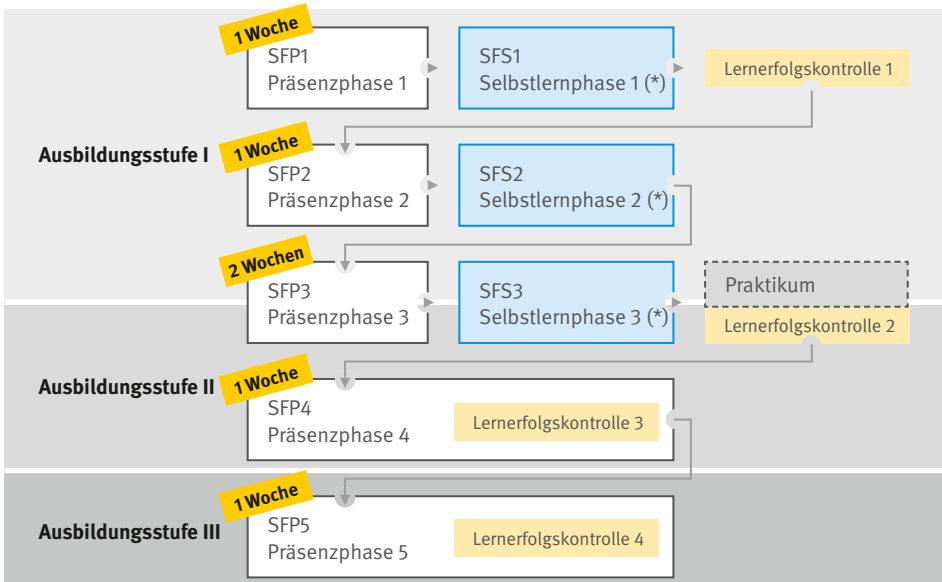 1 Woche
SFP1
Präsenzphase 1
SFS1
Selbstlernphase 1 (*)
Lernerfolgskontrolle 1
Ausbildungsstufe I
1 Woche
SFP2
Präsenzphase 2
SFS2
Selbstlernphase 2 (*)
2 Wochen
SFP3
Präsenzphase 3
SFS3
Selbstlernphase 3 (*)
Praktikum
Lernerfolgskontrolle 2
Ausbildungsstufe II
1 Woche
SFP4
Präsenzphase 4
Lernerfolgskontrolle 3
Ausbildungsstufe III
1 Woche
SFP5
Präsenzphase 5
Lernerfolgskontrolle 4